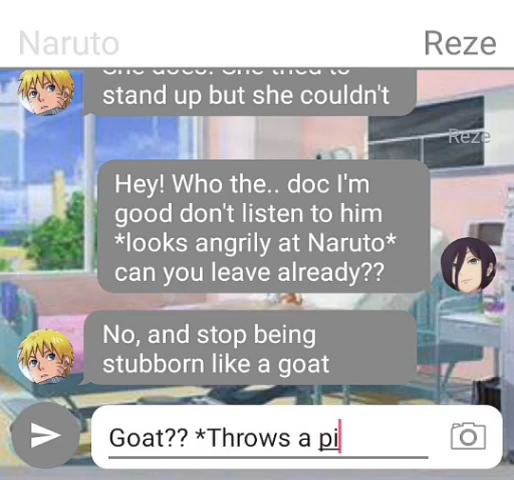 Naruto
Reze
She does! She tried to
stand up but she couldn't
Reze
Hey! Who the.. doc I'm
good don't listen to him
*looks angrily at Naruto*
can you leave already??
No, and stop being
stubborn like a goat
Goat?? *Throws a pi